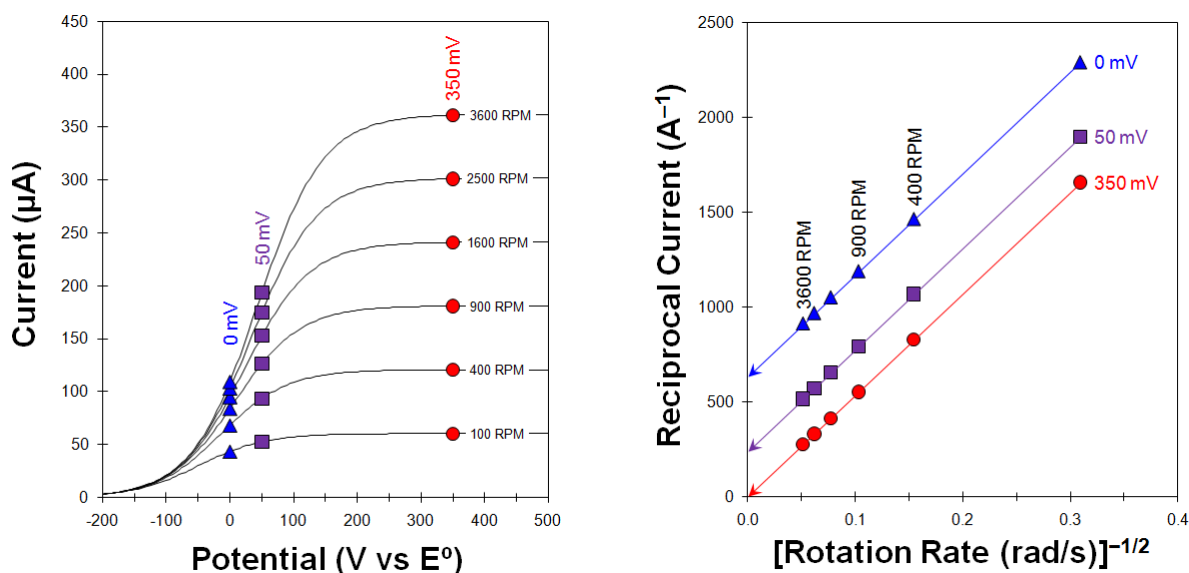 450
400
350
300
250
200
150
100
50
0
-200
-100
0
100
200
300
400
500
Current (µA)
Potential (V vs Eº)
0 mV
50 mV
350 mV
3600 RPM
2500 RPM
1600 RPM
900 RPM
400 RPM
100 RPM
2500
2000
1500
1000
500
0
0.0
0.1
0.2
0.3
0.4
Reciprocal Current (A⁻¹)
[Rotation Rate (rad/s)]⁻¹/²
3600 RPM
900 RPM
400 RPM
0 mV
50 mV
350 mV